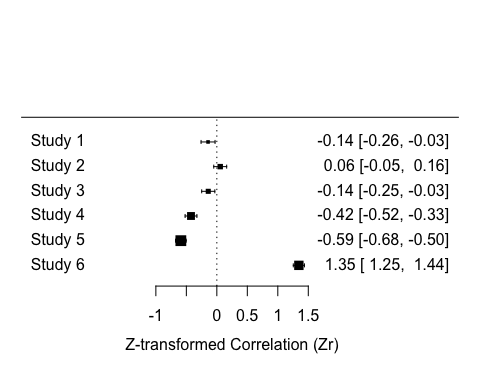 Study 1 -0.14 [-0.26, -0.03]
Study 2 0.06 [-0.05, 0.16]
Study 3 -0.14 [-0.25, -0.03]
Study 4 -0.42 [-0.52, -0.33]
Study 5 -0.59 [-0.68, -0.50]
Study 6 1.35 [ 1.25, 1.44]
-1 0 0.5 1 1.5
Z-transformed Correlation (Zr)